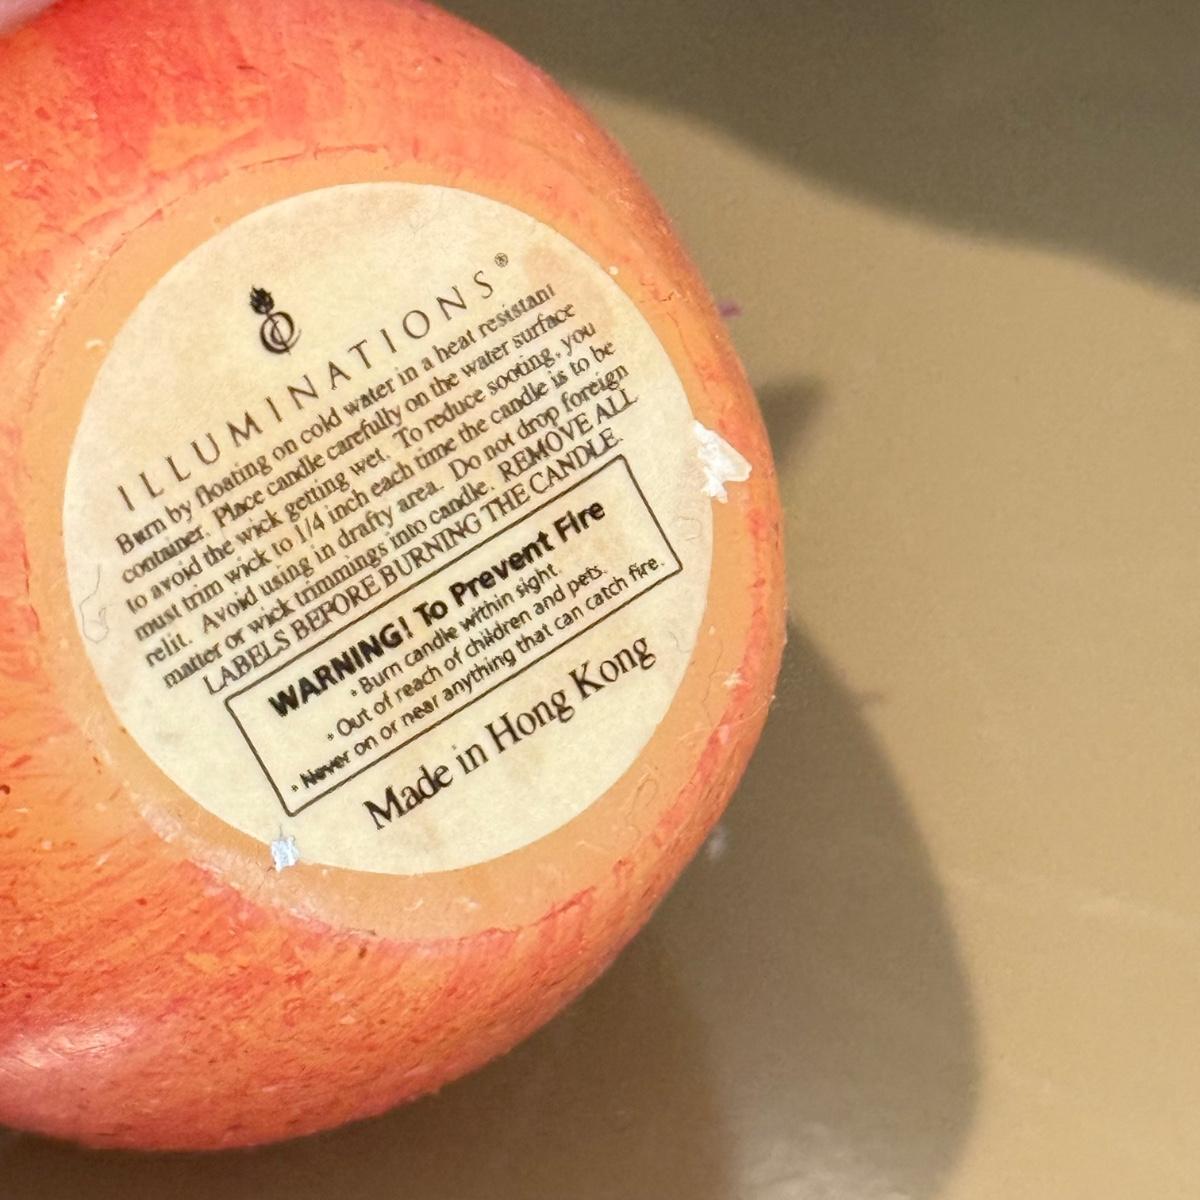 ILLUMINATIONS®
Burn by floating on cold water in a heat resistant
container. Place candle carefully on the water surface
to avoid the wick getting wet. To reduce sooting, you
must trim wick to 1/4 inch each time the candle is to be
relit. Avoid using in drafty area. Do not drop foreign
matter or wick trimmings into candle. REMOVE ALL
LABELS BEFORE BURNING THE CANDLE.
WARNING! To Prevent Fire
* Burn candle within sight.
* Out of reach of children and pets.
* Never on or near anything that can catch fire.
Made in Hong Kong